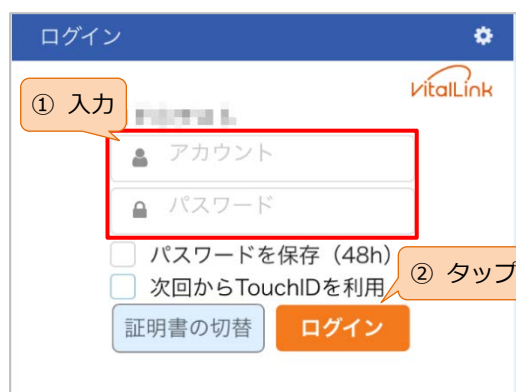 ログイン
VitalLink
① 入力
アカウント
パスワード
パスワードを保存（48h）
次回からTouchIDを利用
② タップ
証明書の切替
ログイン